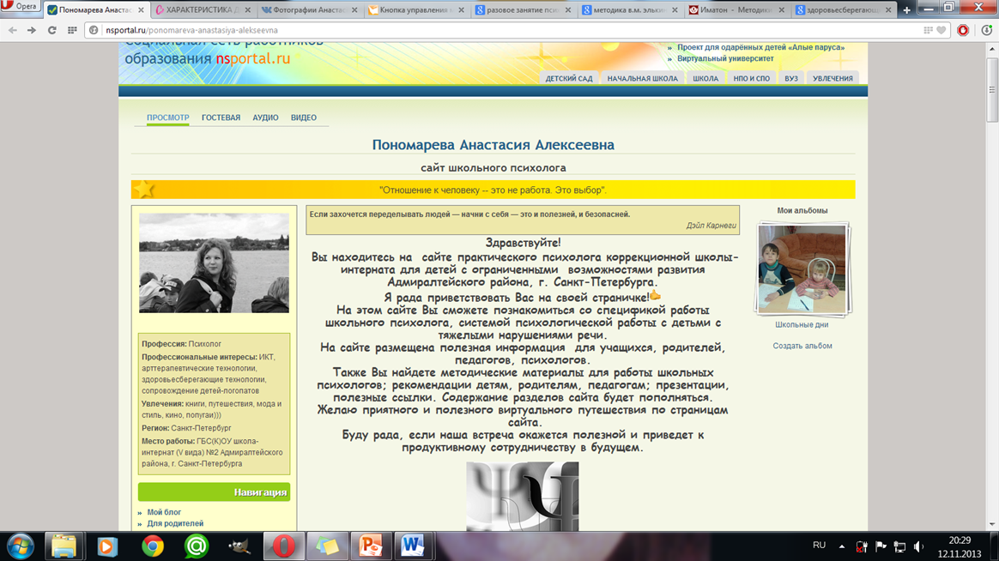 Opera
Пономарева Анастас
ХАРАКТЕРИСТИКА Д
Фотографии Анастас
Кнопка управления м
разовое занятие псих
методика в.м. элькин
Иматон - Методики
здоровьесберегающ
nsportal.ru/ponomareva-anastasiya-alekseevna
Социальная сеть работников
образования nsportal.ru
» Проект для одарённых детей «Алые паруса»
» Виртуальный университет
ДЕТСКИЙ САД НАЧАЛЬНАЯ ШКОЛА ШКОЛА НПО И СПО ВУЗ УВЛЕЧЕНИЯ
ПРОСМОТР ГОСТЕВАЯ АУДИО ВИДЕО
Пономарева Анастасия Алексеевна
сайт школьного психолога
"Отношение к человеку -- это не работа. Это выбор".
Профессия: Психолог
Профессиональные интересы: ИКТ,
арттерапевтические технологии,
здоровьесберегающие технологии,
сопровождение детей-логопатов
Увлечения: книги, путешествия, мода и
стиль, кино, попугаи)))
Регион: Санкт-Петербург
Место работы: ГБС(К)ОУ школа-
интернат (V вида) №2 Адмиралтейского
района, г. Санкт-Петербурга
Навигация
» Мой блог
» Для родителей
Если захочется переделывать людей — начни с себя — это и полезней, и безопасней.
Дэйл Карнеги
Здравствуйте!
Вы находитесь на сайте практического психолога коррекционной школы-
интерната для детей с ограниченными возможностями развития
Адмиралтейского района, г. Санкт-Петербурга.
Я рада приветствовать Вас на своей страничке!
На этом сайте Вы сможете познакомиться со спецификой работы
школьного психолога, системой психологической работы с детьми с
тяжелыми нарушениями речи.
На сайте размещена полезная информация для учащихся, родителей,
педагогов, психологов.
Также Вы найдете методические материалы для работы школьных
психологов; рекомендации детям, родителям, педагогам; презентации,
полезные ссылки. Содержание разделов сайта будет пополняться.
Желаю приятного и полезного виртуального путешествия по страницам
сайта.
Буду рада, если наша встреча окажется полезной и приведет к
продуктивному сотрудничеству в будущем.
Мои альбомы
Школьные дни
Создать альбом
RU
20:29
12.11.2013